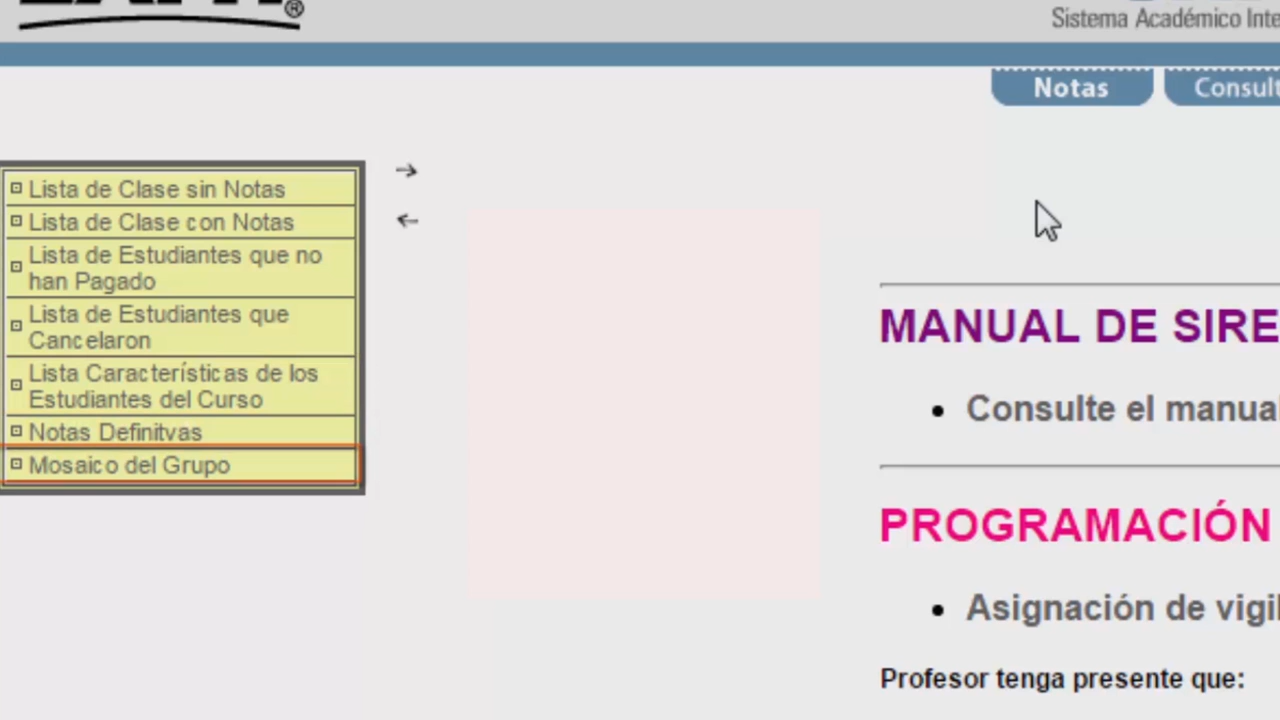 Sistema Académico Inte
Notas
Consult
Lista de Clase sin Notas
Lista de Clase con Notas
Lista de Estudiantes que no
han Pagado
Lista de Estudiantes que
Cancelaron
Lista Características de los
Estudiantes del Curso
Notas Definitvas
Mosaico del Grupo
MANUAL DE SIRE
Consulte el manual
PROGRAMACIÓN
Asignación de vigil
Profesor tenga presente que: